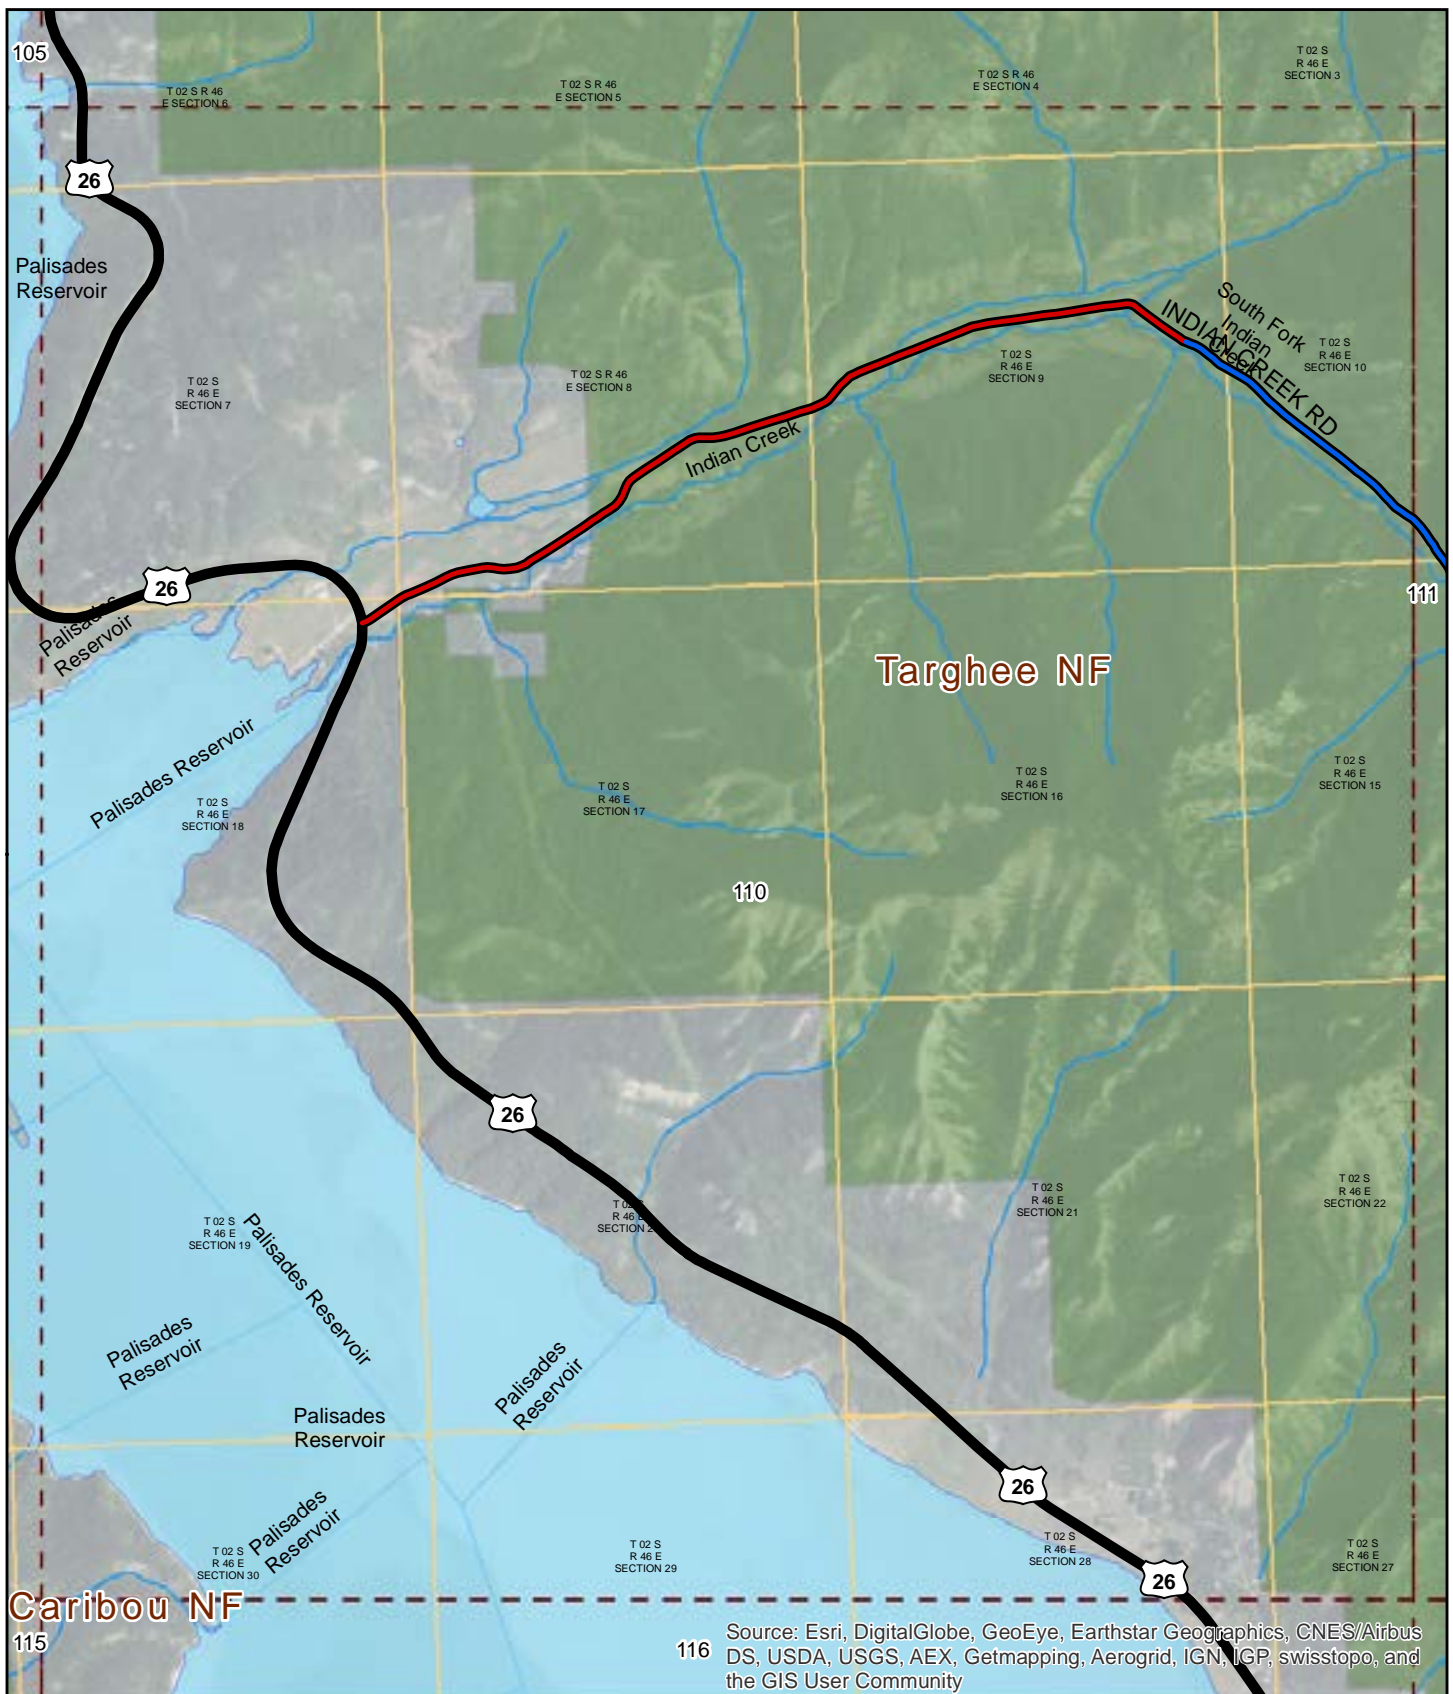 105
T 02 S R 46
E SECTION 6
T 02 S R 46
E SECTION 5
T 02 S R 46
E SECTION 4
T 02 S
R 46 E
SECTION 3
26
Palisades
Reservoir
T 02 S
R 46 E
SECTION 7
T 02 S R 46
E SECTION 8
T 02 S
R 46 E
SECTION 9
South Fork
Indian
Creek
INDIAN CREEK RD
T 02 S
R 46 E
SECTION 10
Indian Creek
26
Palisades
Reservoir
111
Targhee NF
Palisades Reservoir
T 02 S
R 46 E
SECTION 18
T 02 S
R 46 E
SECTION 17
T 02 S
R 46 E
SECTION 16
T 02 S
R 46 E
SECTION 15
110
26
T 02 S
R 46 E
SECTION 19
Palisades Reservoir
R 46 E
SECTION
T 02 S
R 46 E
SECTION 21
T 02 S
R 46 E
SECTION 22
Palisades
Reservoir
Palisades
Reservoir
Palisades
Reservoir
26
Palisades
Reservoir
T 02 S
R 46 E
SECTION 30
T 02 S
R 46 E
SECTION 29
T 02 S
R 46 E
SECTION 28
T 02 S
R 46 E
SECTION 27
26
Caribou NF
115
116
Source: Esri, DigitalGlobe, GeoEye, Earthstar Geographics, CNES/Airbus
DS, USDA, USGS, AEX, Getmapping, Aerogrid, IGN, IGP, swisstopo, and
the GIS User Community